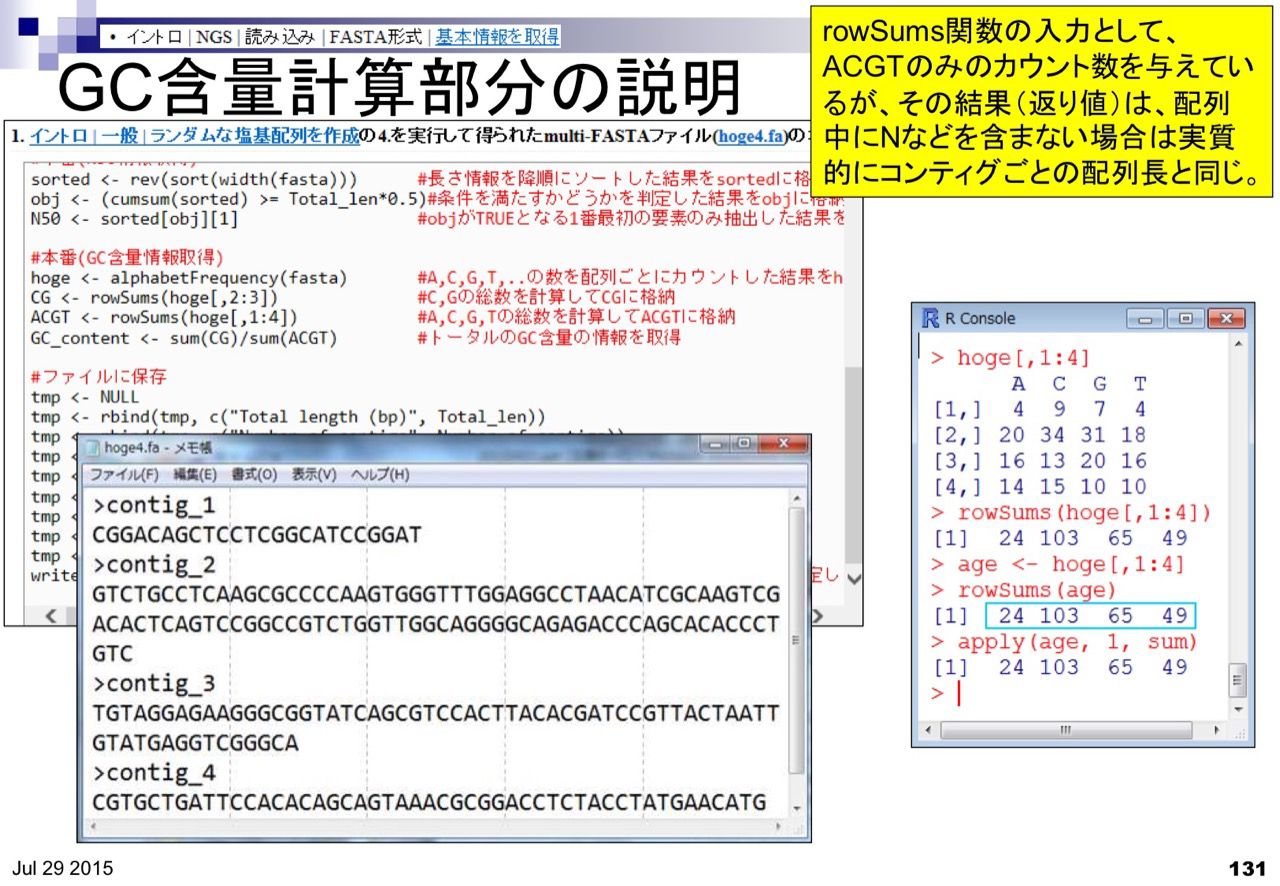 • イントロ | NGS | 読み込み | FASTA形式 | 基本情報を取得
GC含量計算部分の説明
rowSums関数の入力として、
ACGTのみのカウント数を与えてい
るが、その結果（返り値）は、配列
中にNなどを含まない場合は実質
的にコンティグごとの配列長と同じ。
1. イントロ | 一般 | ランダムな塩基配列を作成の4.を実行して得られたmulti-FASTAファイル(hoge4.fa)の
sorted <- rev(sort(width(fasta))) #長さ情報を降順にソートした結果をsortedに格
obj <- (cumsum(sorted) >= Total_len*0.5)#条件を満たすかどうかを判定した結果をobjに格納
N50 <- sorted[obj][1] #objがTRUEとなる1番最初の要素のみ抽出した結果を
#本番(GC含量情報取得)
hoge <- alphabetFrequency(fasta) #A,C,G,T,..の数を配列ごとにカウントした結果をh
CG <- rowSums(hoge[,2:3]) #C,Gの総数を計算してCGに格納
ACGT <- rowSums(hoge[,1:4]) #A,C,G,Tの総数を計算してACGTに格納
GC_content <- sum(CG)/sum(ACGT) #トータルのGC含量の情報を取得
#ファイルに保存
tmp <- NULL
tmp <- rbind(tmp, c("Total length (bp)", Total_len))
tmp
tmp
tmp
tmp
tmp
tmp
tmp
write
hoge4.fa - メモ帳
ファイル(F) 編集(E) 書式(O) 表示(V) ヘルプ(H)
>contig_1
CGGACAGCTCCTCGGCATCCGGAT
>contig_2
GTCTGCCTCAAGCGCCCCAAGTGGGTTTGGAGGCCTAACATCGCAAGTCG
ACACTCAGTCCGGCCGTCTGGTTGGCAGGGGCAGAGACCCAGCACACCCT
GTC
>contig_3
TGTAGGAGAAGGGCGGTATCAGCGTCCACTTACACGATCCGTTACTAATT
GTATGAGGTCGGGCA
>contig_4
CGTGCTGATTCCACACAGCAGTAAACGCGGACCTCTACCTATGAACATG
R Console
> hoge[,1:4]
A C G T
[1,] 4 9 7 4
[2,] 20 34 31 18
[3,] 16 13 20 16
[4,] 14 15 10 10
> rowSums(hoge[,1:4])
[1] 24 103 65 49
> age <- hoge[,1:4]
> rowSums(age)
[1] 24 103 65 49
> apply(age, 1, sum)
[1] 24 103 65 49
>
Jul 29 2015
131